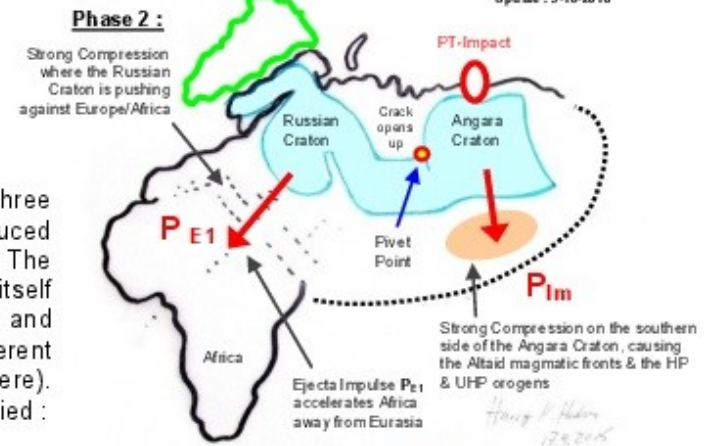 Phase 2 :
Strong Compression
where the Russian
Craton is pushing
against Europe/Africa
PT-Impact
Russian
Craton
Crack
opens
up
Angara
Craton
hree
uced
The
itself
and
erent
ere).
ied :
P E1
Pivet
Point
PIm
Africa
Ejecta Impulse PE1
accelerates Africa
away from Eurasia
Strong Compression on the southern
side of the Angara Craton, causing
the Altaid magmatic fronts & the HP
& UHP orogens